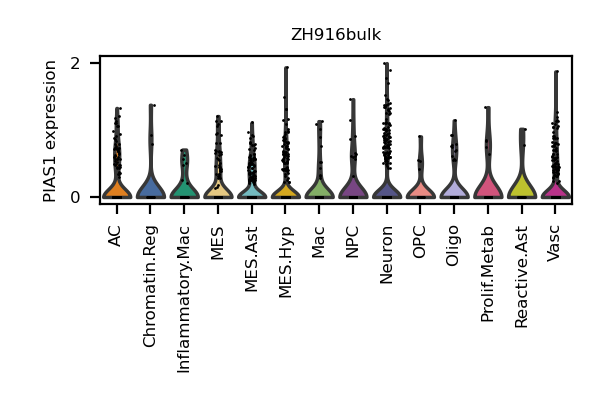 ZH916bulk
PIAS1 expression
2
0
AC
Chromatin.Reg
Inflammatory.Mac
MES
MES.Ast
MES.Hyp
Mac
NPC
Neuron
OPC
Oligo
Prolif.Metab
Reactive.Ast
Vasc